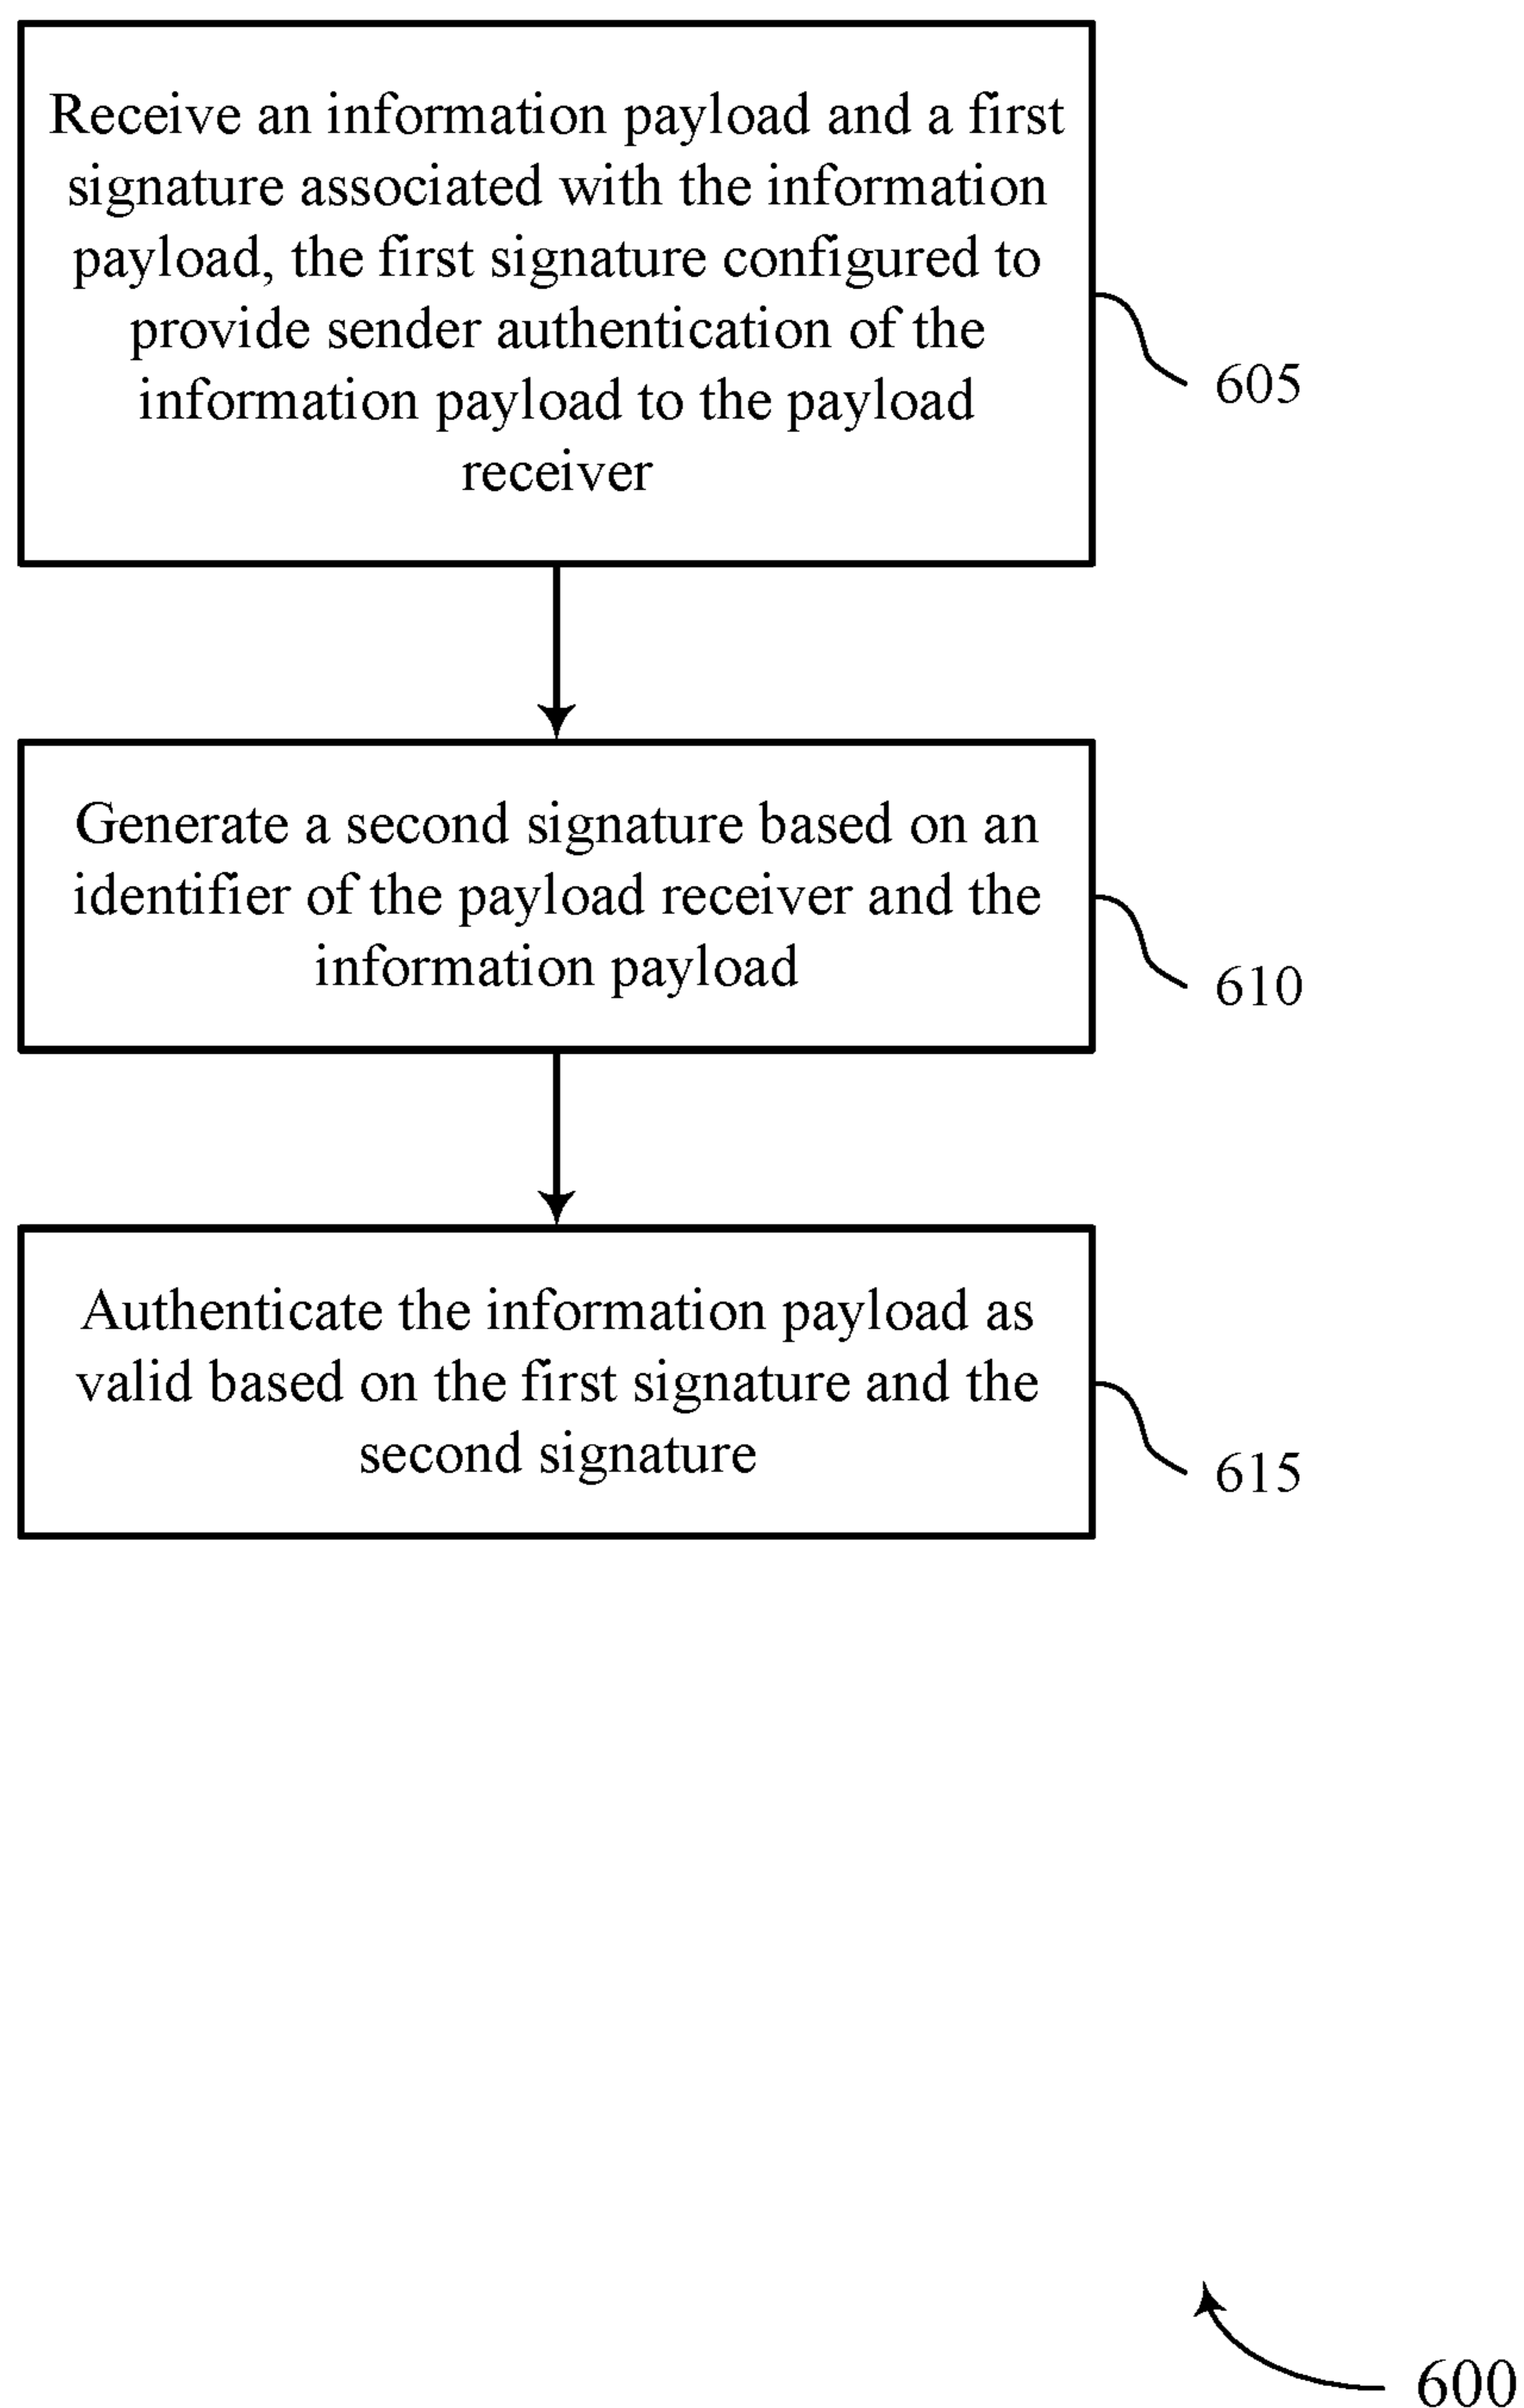 Receive an information payload and a first
signature associated with the information
payload, the first signature configured to
provide sender authentication of the
information payload to the payload
receiver
605
Generate a second signature based on an
identifier of the payload receiver and the
information payload
610
Authenticate the information payload as
valid based on the first signature and the
second signature
615
600